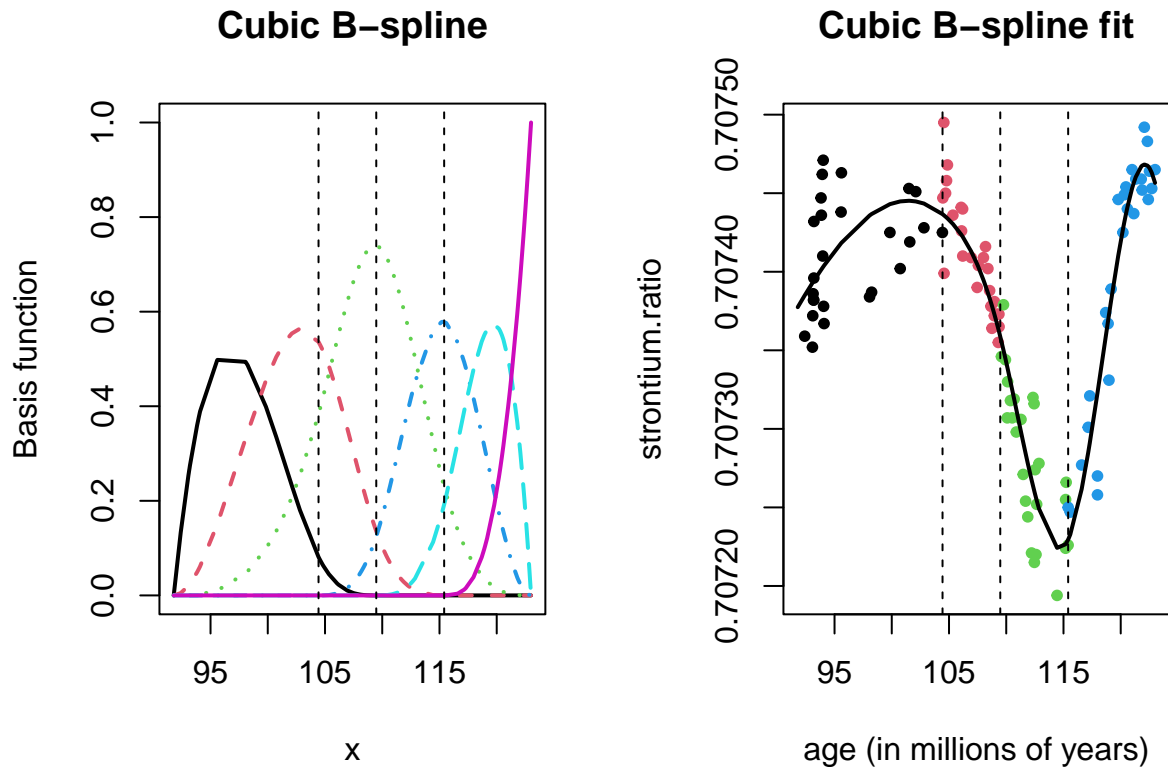 Cubic B−spline
Basis function
0.0
0.2
0.4
0.6
0.8
1.0
95
105
115
x
Cubic B−spline fit
strontium.ratio
0.70720
0.70730
0.70740
0.70750
95
105
115
age (in millions of years)